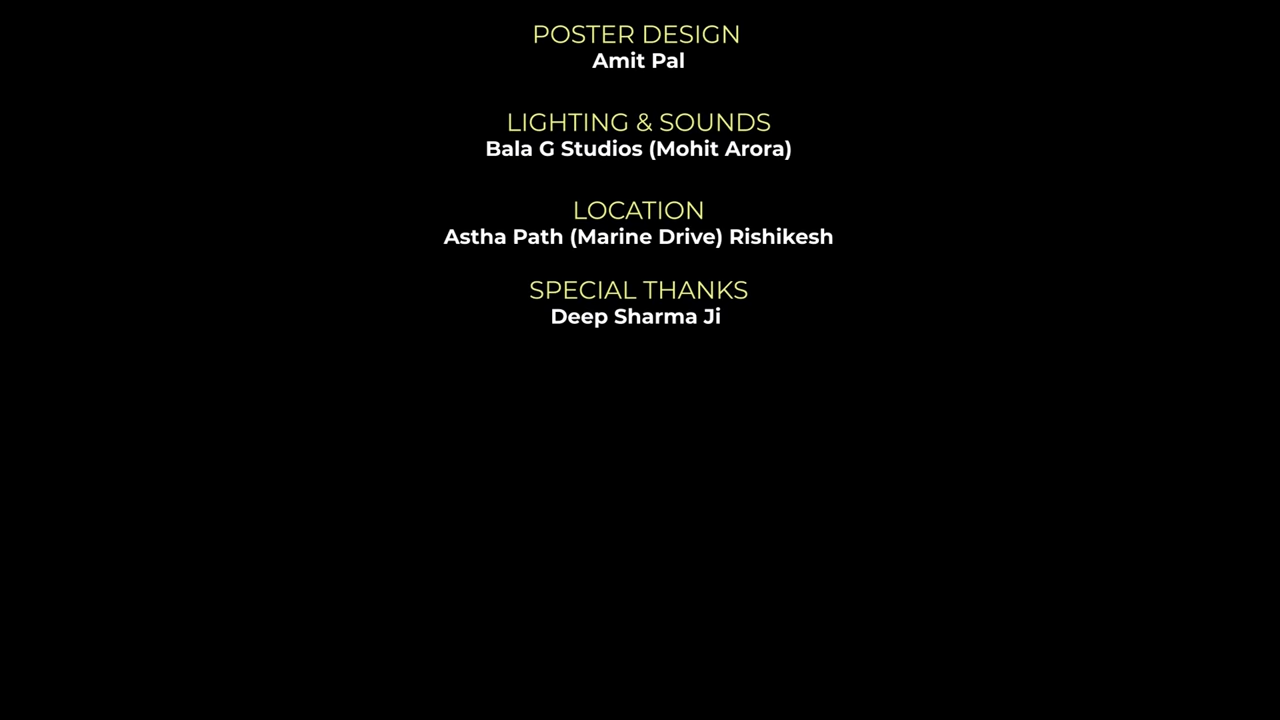 POSTER DESIGN
Amit Pal
LIGHTING & SOUNDS
Bala G Studios (Mohit Arora)
LOCATION
Astha Path (Marine Drive) Rishikesh
SPECIAL THANKS
Deep Sharma Ji